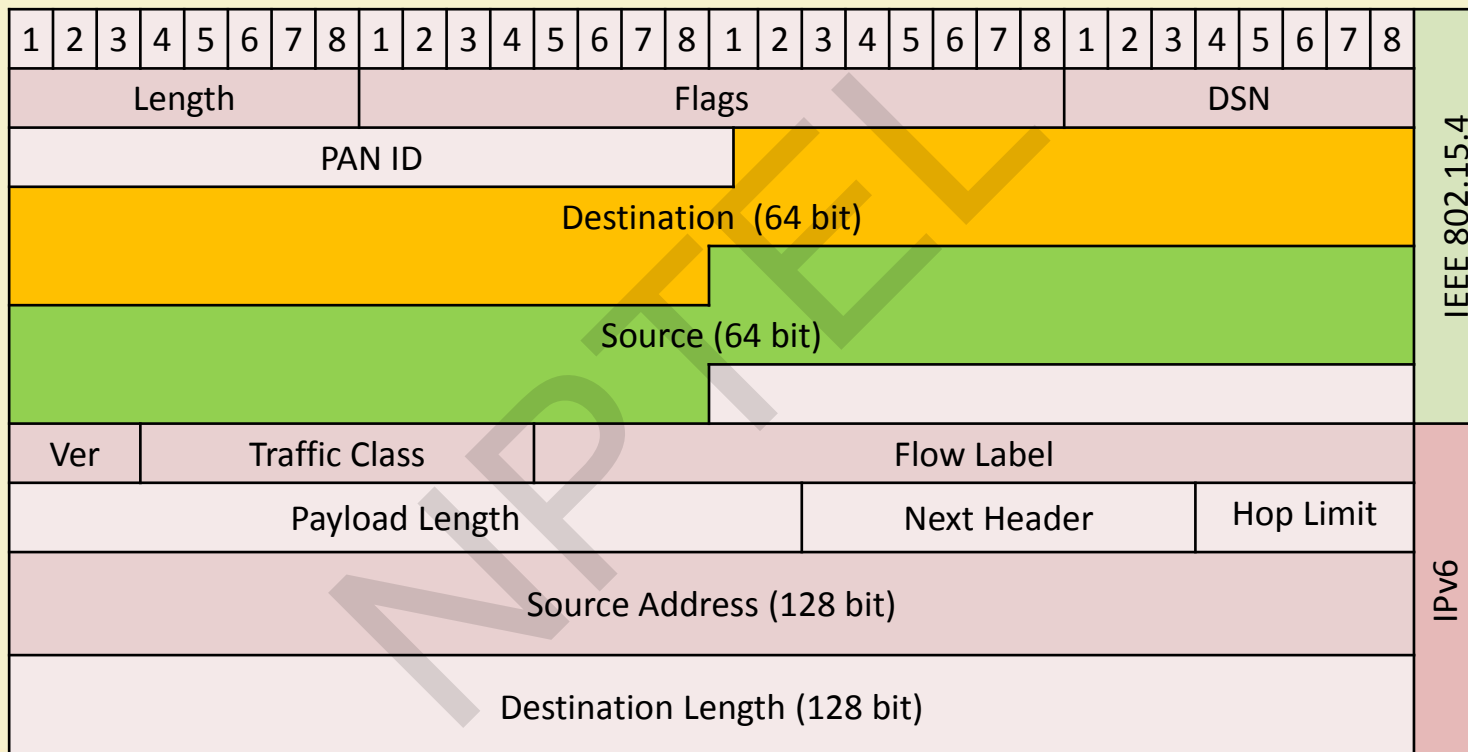 1 2 3 4 5 6 7 8 1 2 3 4 5 6 7 8 1 2 3 4 5 6 7 8 1 2 3 4 5 6 7 8
Length Flags DSN
PAN ID
Destination (64 bit)
Source (64 bit)
IEEE 802.15.4
Ver Traffic Class Flow Label
Payload Length Next Header Hop Limit
Source Address (128 bit)
Destination Length (128 bit)
IPv6
NPTEL